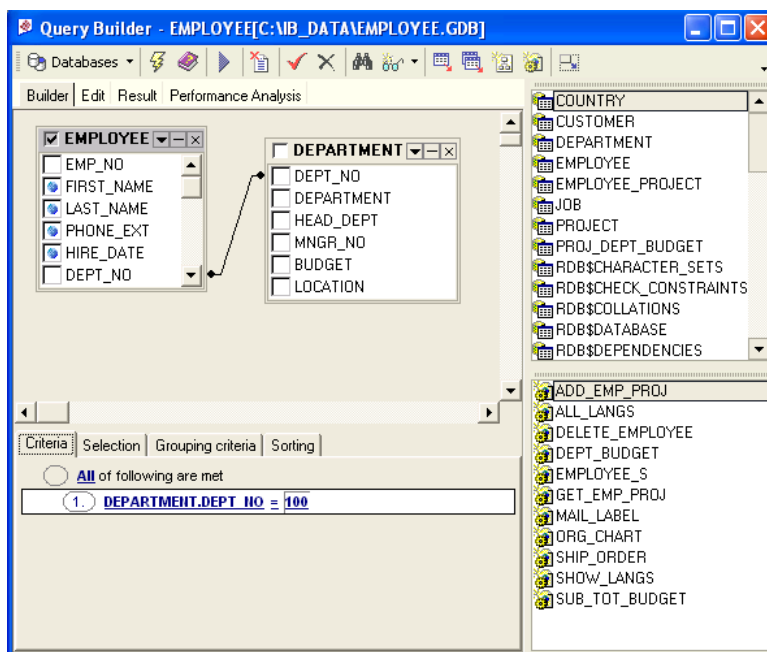 Query Builder - EMPLOYEE[C:\IB_DATA\EMPLOYEE.GDB]
Databases
Builder Edit Result Performance Analysis
EMPLOYEE
EMP_NO
FIRST_NAME
LAST_NAME
PHONE_EXT
HIRE_DATE
DEPT_NO
DEPARTMENT
DEPT_NO
DEPARTMENT
HEAD_DEPT
MNGR_NO
BUDGET
LOCATION
Criteria Selection Grouping criteria Sorting
All of following are met
1. DEPARTMENT.DEPT_NO = 100
COUNTRY
CUSTOMER
DEPARTMENT
EMPLOYEE
EMPLOYEE_PROJECT
JOB
PROJECT
PROJ_DEPT_BUDGET
RDB$CHARACTER_SETS
RDB$CHECK_CONSTRAINTS
RDB$COLLATIONS
RDB$DATABASE
RDB$DEPENDENCIES
ADD_EMP_PROJ
ALL_LANGS
DELETE_EMPLOYEE
DEPT_BUDGET
EMPLOYEE_S
GET_EMP_PROJ
MAIL_LABEL
ORG_CHART
SHIP_ORDER
SHOW_LANGS
SUB_TOT_BUDGET